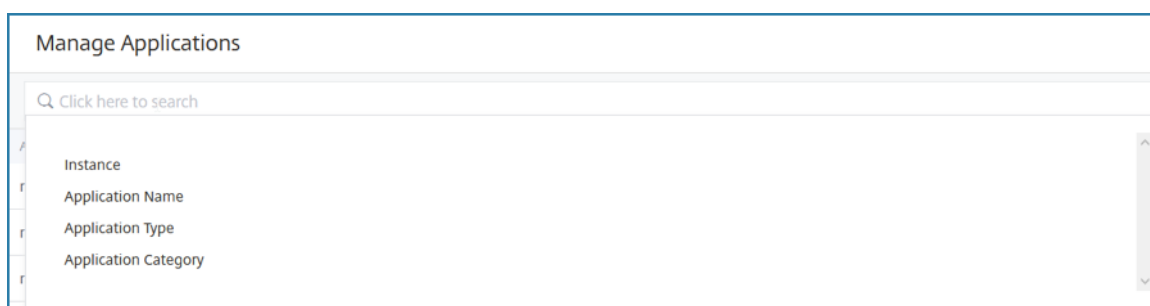 Manage Applications
Click here to search
Instance
Application Name
Application Type
Application Category